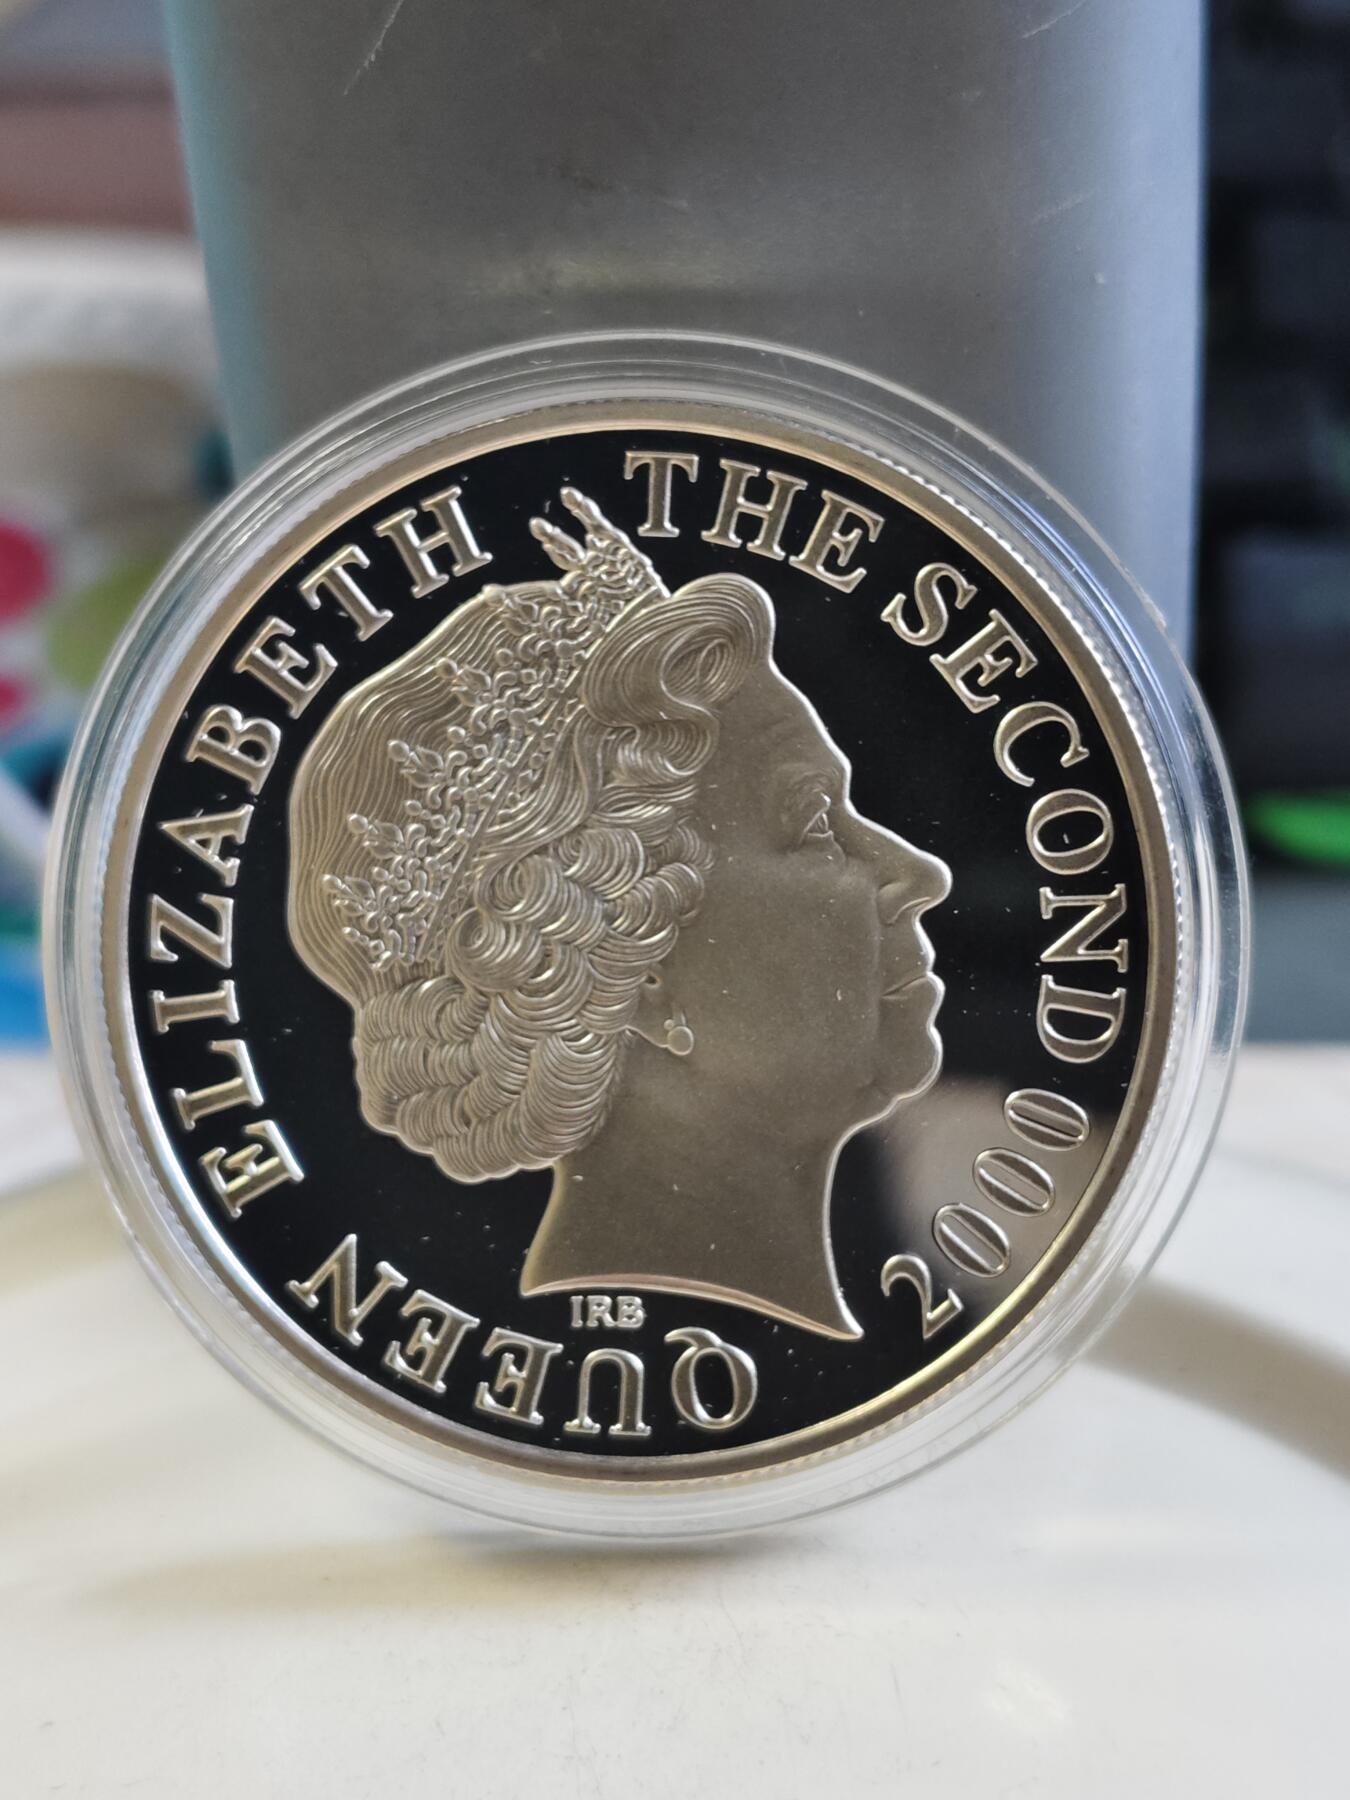 QUEEN ELIZABETH THE SECOND 2000
IRB